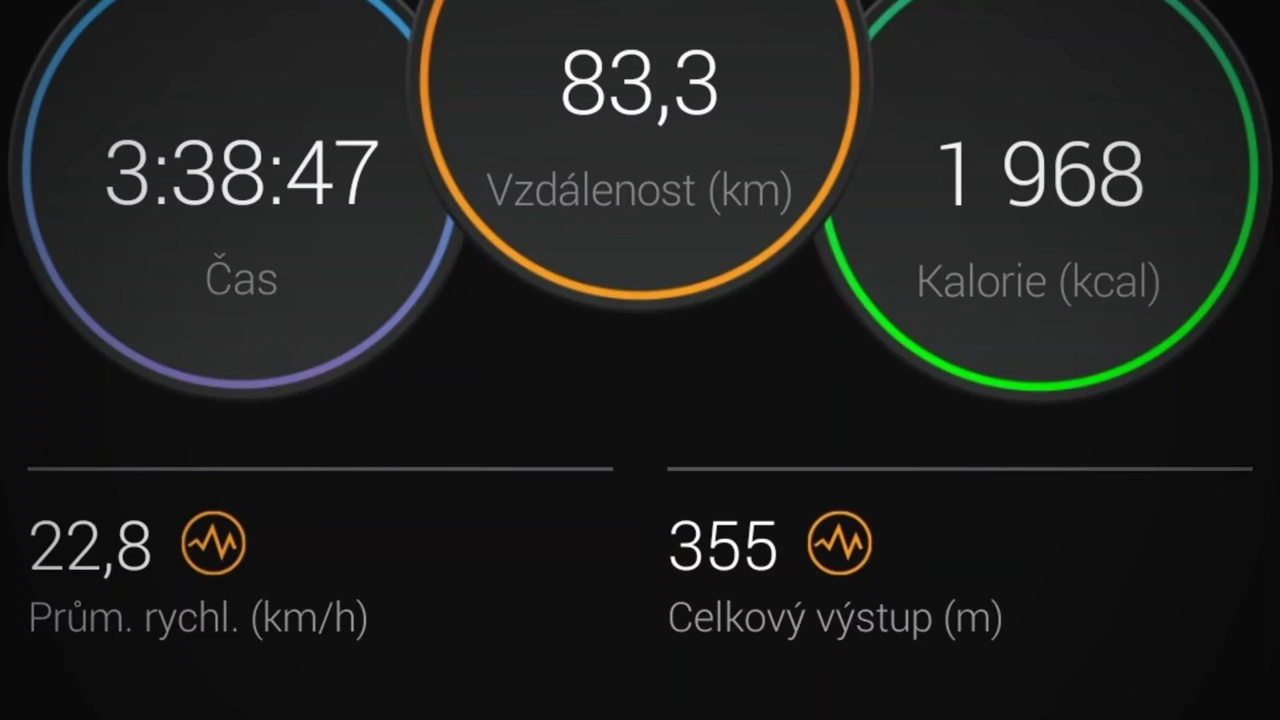 83,3
Vzdálenost (km)
3:38:47
Čas
1 968
Kalorie (kcal)
22,8
Prům. rychl. (km/h)
355
Celkový výstup (m)